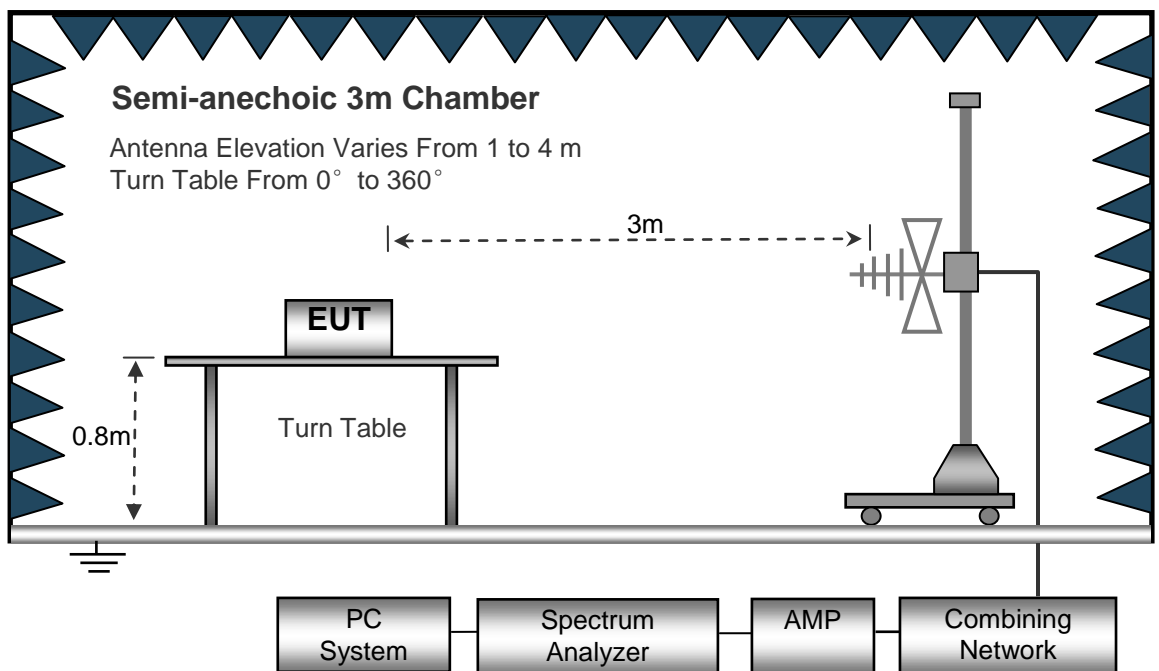 Semi-anechoic 3m Chamber
Antenna Elevation Varies From 1 to 4 m
Turn Table From 0° to 360°
3m
EUT
0.8m
Turn Table
PC
System
Spectrum
Analyzer
AMP
Combining
Network